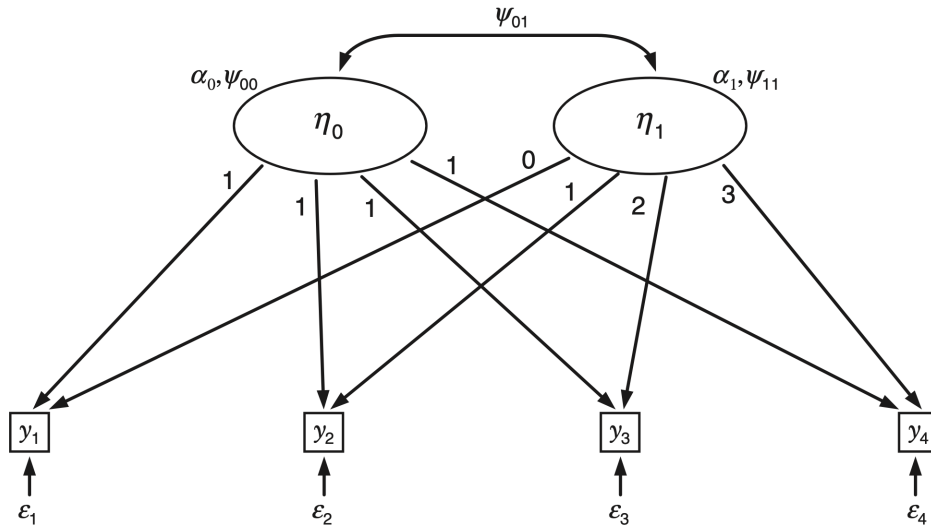 ψ₀₁
α₀,ψ₀₀ α₁,ψ₁₁
η₀ η₁
1 1 1 1 0 1 2 3
y₁ y₂ y₃ y₄
ε₁ ε₂ ε₃ ε₄